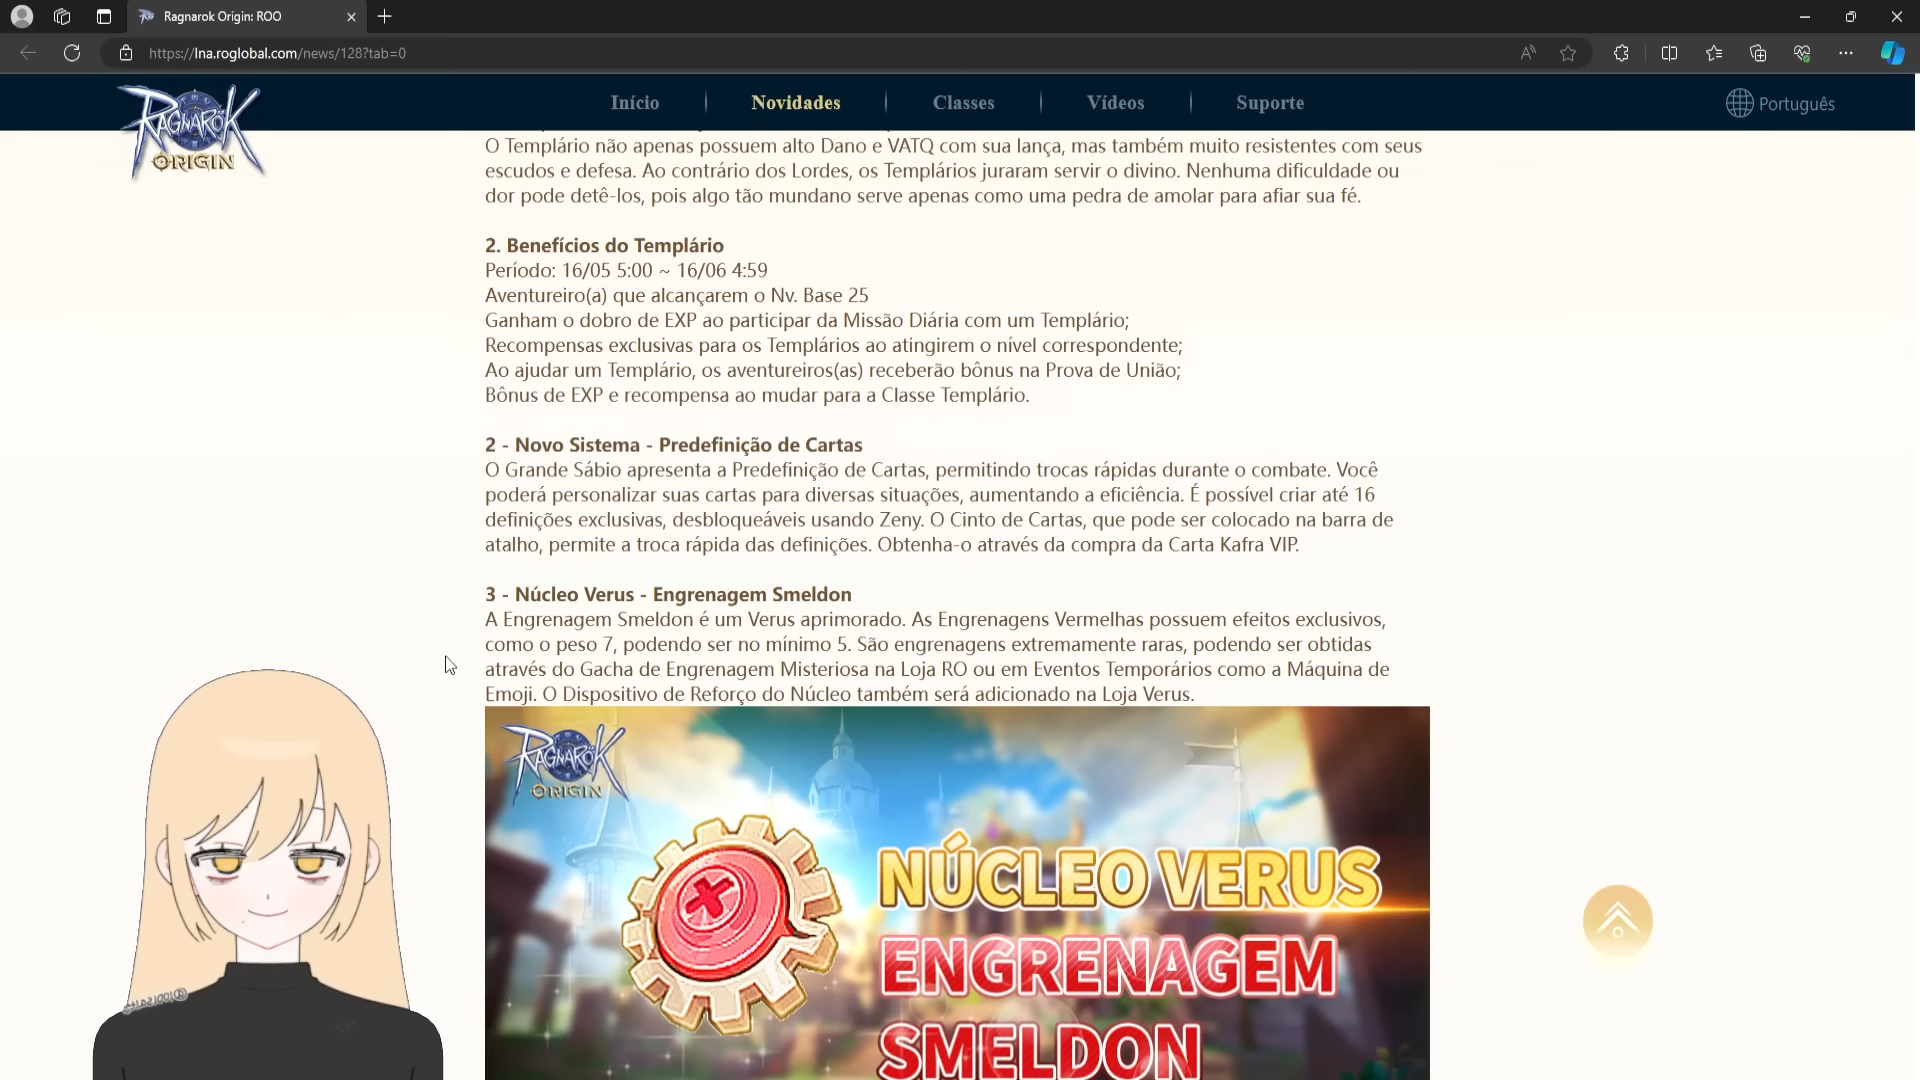 Ragnarok Origin: ROO
https://lna.roglobal.com/news/128?tab=0
RAGNAROK
ORIGIN
Início
Novidades
Classes
Vídeos
Suporte
Português
O Templário não apenas possuem alto Dano e VATQ com sua lança, mas também muito resistentes com seus
escudos e defesa. Ao contrário dos Lordes, os Templários juraram servir o divino. Nenhuma dificuldade ou
dor pode detê-los, pois algo tão mundano serve apenas como uma pedra de amolar para afiar sua fé.
2. Benefícios do Templário
Período: 16/05 5:00 ~ 16/06 4:59
Aventureiro(a) que alcançarem o Nv. Base 25
Ganham o dobro de EXP ao participar da Missão Diária com um Templário;
Recompensas exclusivas para os Templários ao atingirem o nível correspondente;
Ao ajudar um Templário, os aventureiros(as) receberão bônus na Prova de União;
Bônus de EXP e recompensa ao mudar para a Classe Templário.
2 - Novo Sistema - Predefinição de Cartas
O Grande Sábio apresenta a Predefinição de Cartas, permitindo trocas rápidas durante o combate. Você
poderá personalizar suas cartas para diversas situações, aumentando a eficiência. É possível criar até 16
definições exclusivas, desbloqueáveis usando Zeny. O Cinto de Cartas, que pode ser colocado na barra de
atalho, permite a troca rápida das definições. Obtenha-o através da compra da Carta Kafra VIP.
3 - Núcleo Verus - Engrenagem Smeldon
A Engrenagem Smeldon é um Verus aprimorado. As Engrenagens Vermelhas possuem efeitos exclusivos,
como o peso 7, podendo ser no mínimo 5. São engrenagens extremamente raras, podendo ser obtidas
através do Gacha de Engrenagem Misteriosa na Loja RO ou em Eventos Temporários como a Máquina de
Emoji. O Dispositivo de Reforço do Núcleo também será adicionado na Loja Verus.
RAGNAROK
ORIGIN
NÚCLEO VERUS
ENGRENAGEM
SMELDON